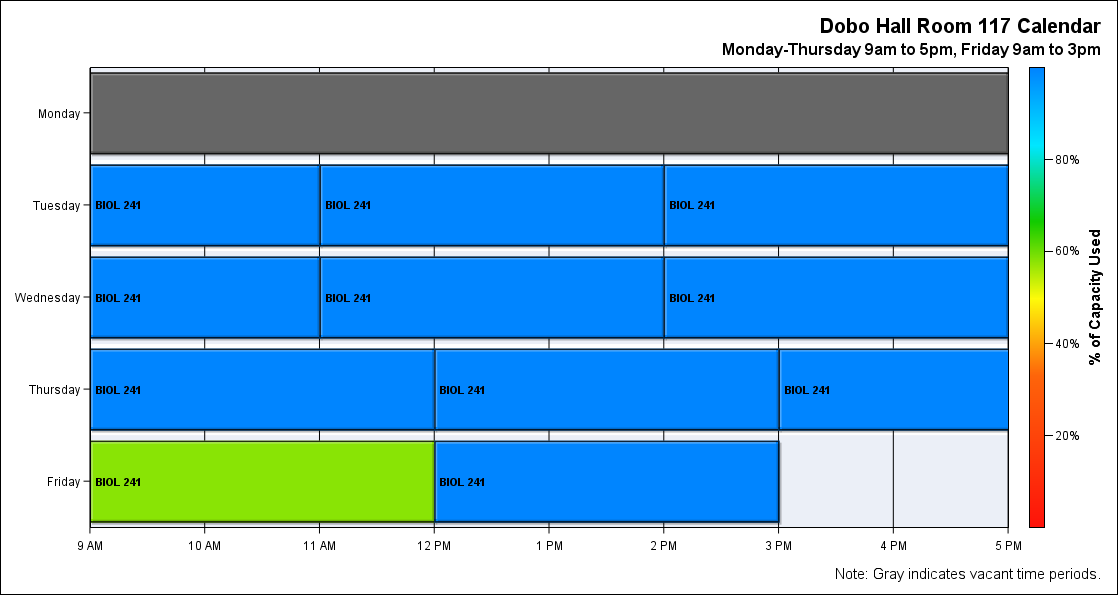 Dobo Hall Room 117 Calendar
Monday-Thursday 9am to 5pm, Friday 9am to 3pm
Monday
Tuesday BIOL 241 BIOL 241 BIOL 241
Wednesday BIOL 241 BIOL 241 BIOL 241
Thursday BIOL 241 BIOL 241 BIOL 241
Friday BIOL 241 BIOL 241
9 AM 10 AM 11 AM 12 PM 1 PM 2 PM 3 PM 4 PM 5 PM
80%
60%
40%
20%
% of Capacity Used
Note: Gray indicates vacant time periods.